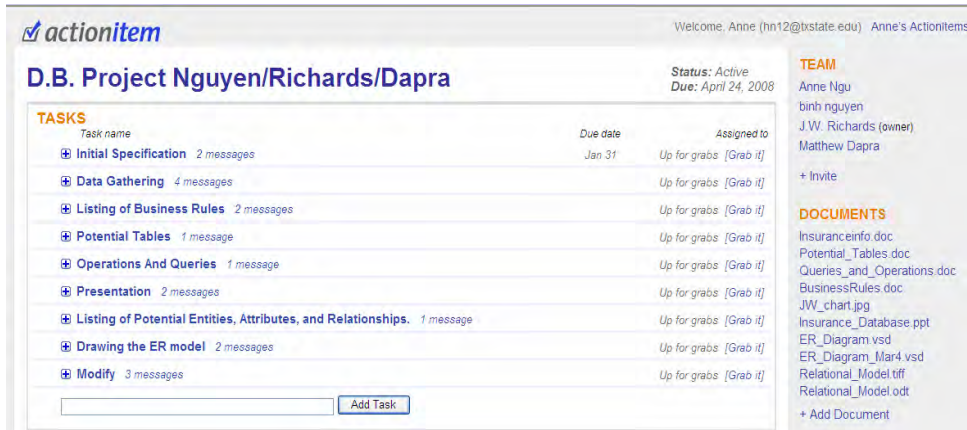 actionitem
Welcome, Anne (hn12@txstate.edu) Anne's ActionItems
D.B. Project Nguyen/Richards/Dapra
Status: Active
Due: April 24, 2008
TASKS
Task name Due date Assigned to
Initial Specification 2 messages Jan 31 Up for grabs [Grab it]
Data Gathering 4 messages Up for grabs [Grab it]
Listing of Business Rules 2 messages Up for grabs [Grab it]
Potential Tables 1 message Up for grabs [Grab it]
Operations And Queries 1 message Up for grabs [Grab it]
Presentation 2 messages Up for grabs [Grab it]
Listing of Potential Entities, Attributes, and Relationships. 1 message Up for grabs [Grab it]
Drawing the ER model 2 messages Up for grabs [Grab it]
Modify 3 messages Up for grabs [Grab it]
Add Task
TEAM
Anne Ngu
binh nguyen
J.W. Richards (owner)
Matthew Dapra
+ Invite
DOCUMENTS
Insuranceinfo.doc
Potential_Tables.doc
Queries_and_Operations.doc
BusinessRules.doc
JW_chart.jpg
Insurance_Database.ppt
ER_Diagram.vsd
ER_Diagram_Mar4.vsd
Relational_Model.tiff
Relational_Model.odt
+ Add Document